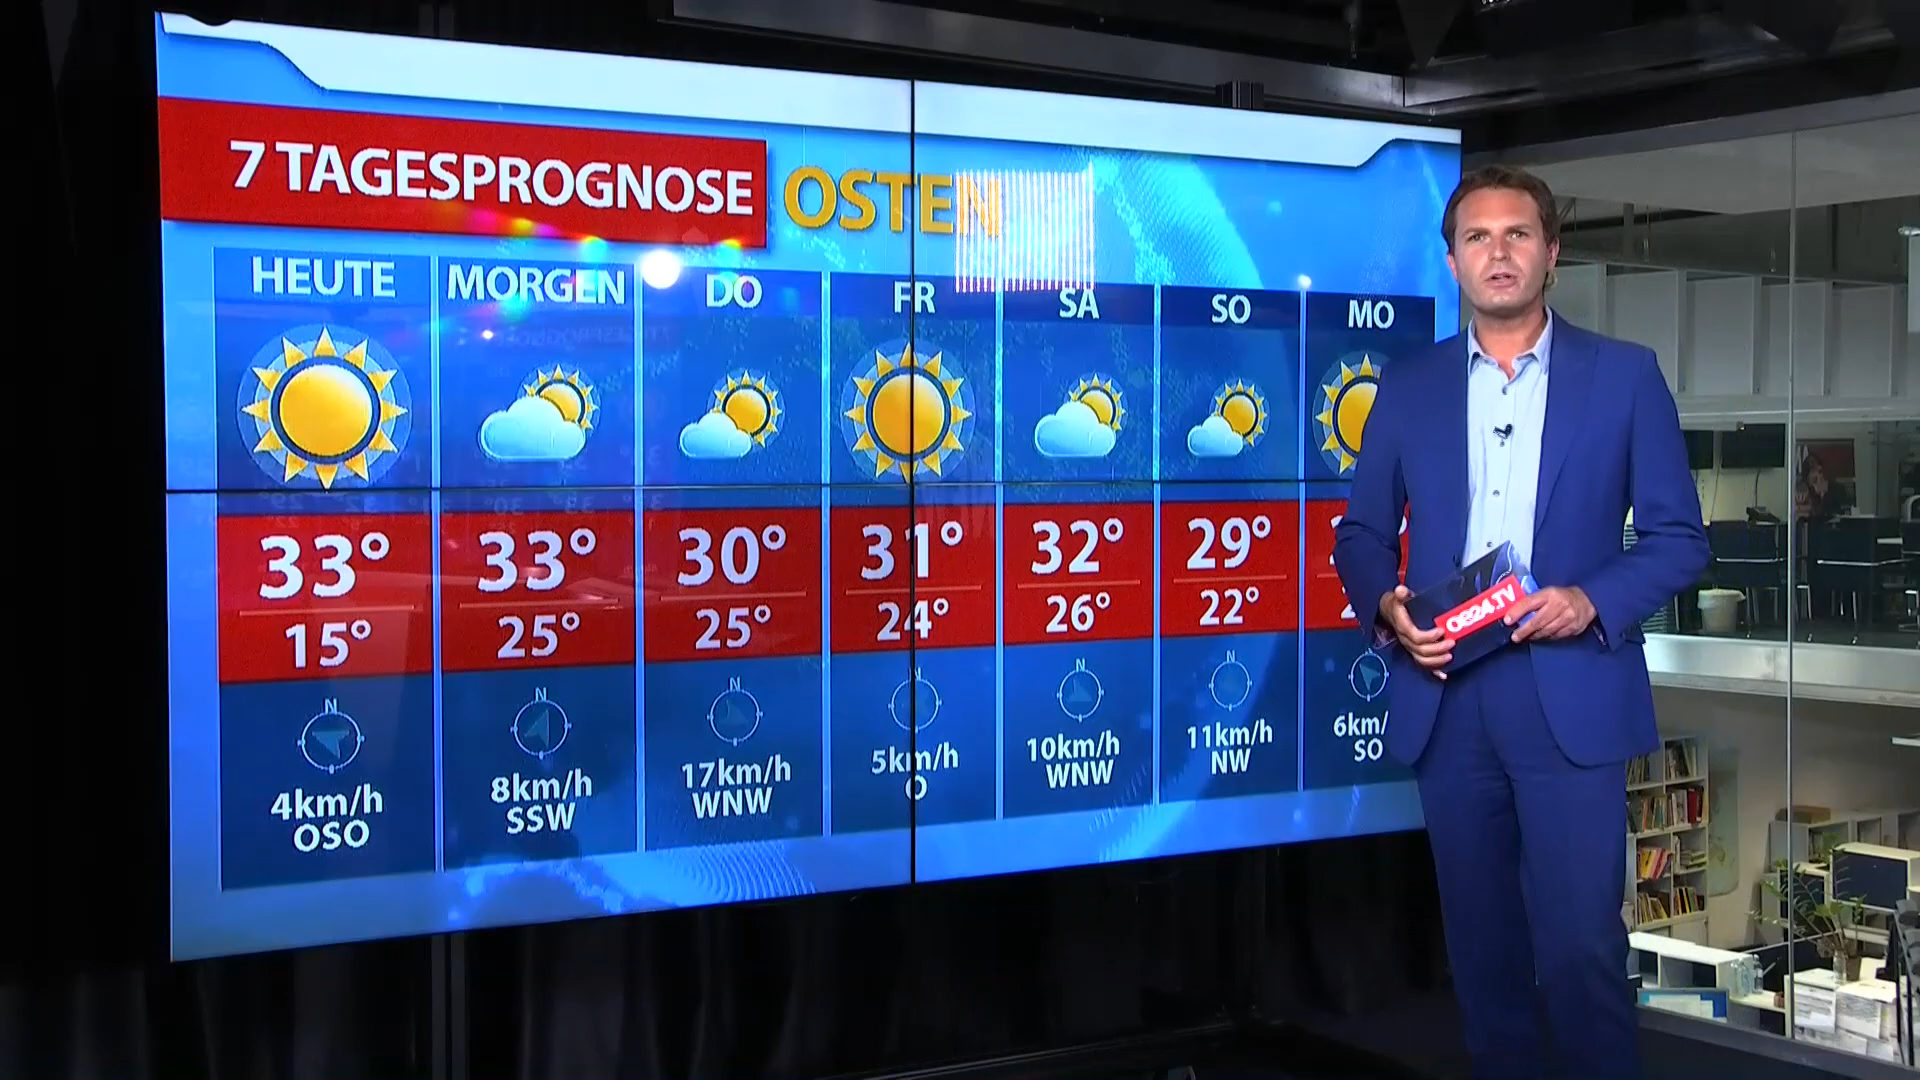 7 TAGESPROGNOSE OSTEN
HEUTE MORGEN DO FR SA SO MO
33° 33° 30° 31° 32° 29°
15° 25° 25° 24° 26° 22°
N N N N N N N
4km/h 8km/h 17km/h 5km/h 10km/h 11km/h 6km/
OSO SSW WNW O WNW NW SO
OE24.TV